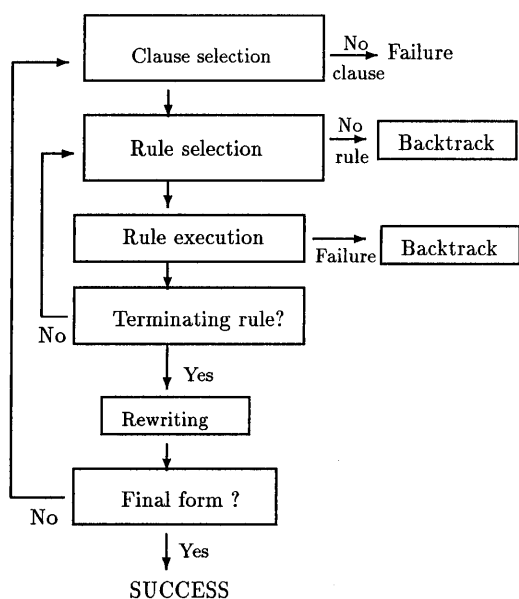 Clause selection
No
clause
Failure
Rule selection
No
rule
Backtrack
Rule execution
Failure
Backtrack
Terminating rule?
No
Yes
Rewriting
Final form ?
No
Yes
SUCCESS